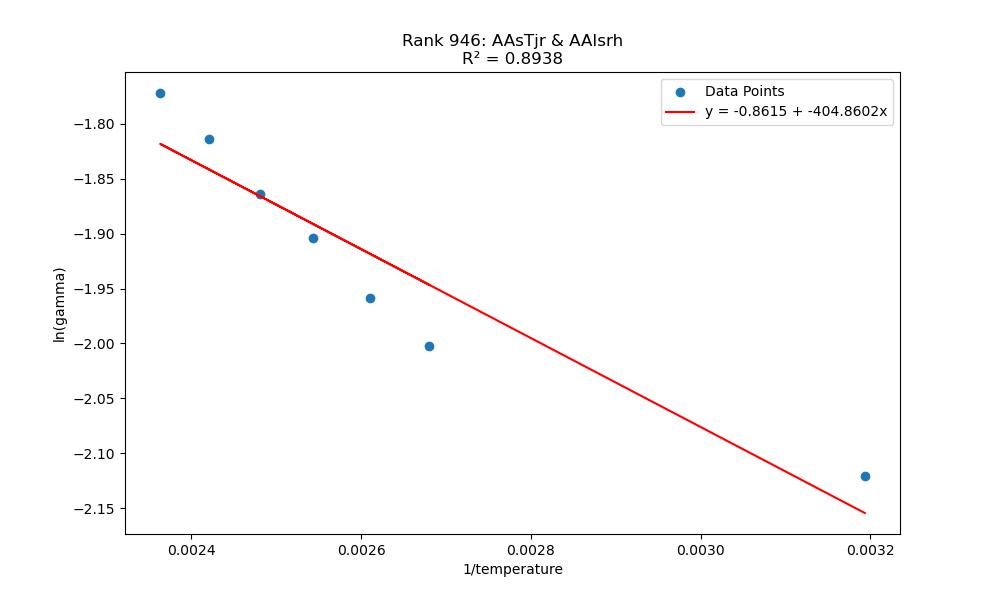 Rank 946: AAsTjr & AAlsrh
R² = 0.8938
Data Points
y = -0.8615 + -404.8602x
−1.80
−1.85
−1.90
−1.95
−2.00
−2.05
−2.10
−2.15
ln(gamma)
0.0024 0.0026 0.0028 0.0030 0.0032
1/temperature